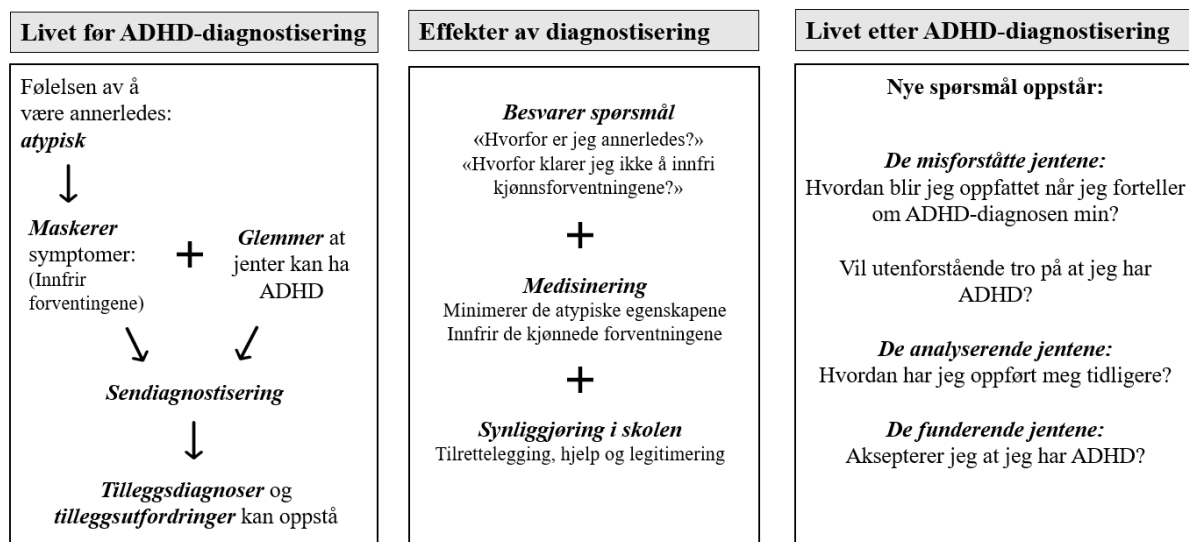 Livet før ADHD-diagnostisering
Følelsen av å
være annerledes:
atypisk
Maskerer
symptomer:
(Innfrir
forventingene)
+
Glemmer at
jenter kan ha
ADHD
Sendiagnostisering
Tilleggsdiagnoser og
tilleggsutfordringer kan oppstå
Effekter av diagnostisering
Besvarer spørsmål
«Hvorfor er jeg annerledes?»
«Hvorfor klarer jeg ikke å innfri
kjønnsforventningene?»
+
Medisinering
Minimerer de atypiske egenskapene
Innfrir de kjønnede forventningene
+
Synliggjøring i skolen
Tilrettelegging, hjelp og legitimering
Livet etter ADHD-diagnostisering
Nye spørsmål oppstår:
De misforståtte jentene:
Hvordan blir jeg oppfattet når jeg forteller
om ADHD-diagnosen min?
Vil utenforstående tro på at jeg har
ADHD?
De analyserende jentene:
Hvordan har jeg oppført meg tidligere?
De funderende jentene:
Aksepterer jeg at jeg har ADHD?